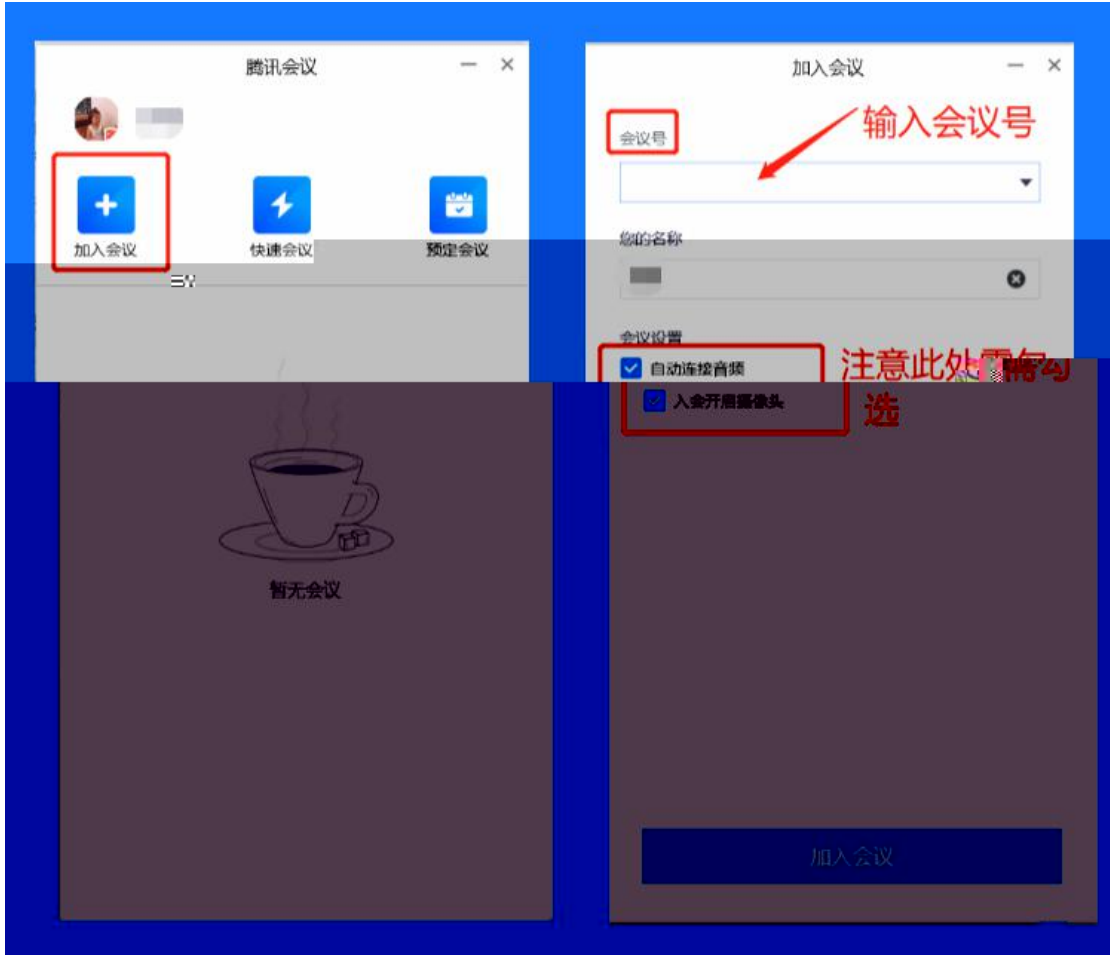 腾讯会议
加入会议
快速会议
预定会议
暂无会议
加入会议
输入会议号
会议号
您的名称
会议设置
自动连接音频
入会开启摄像头
注意此处需勾
选
加入会议